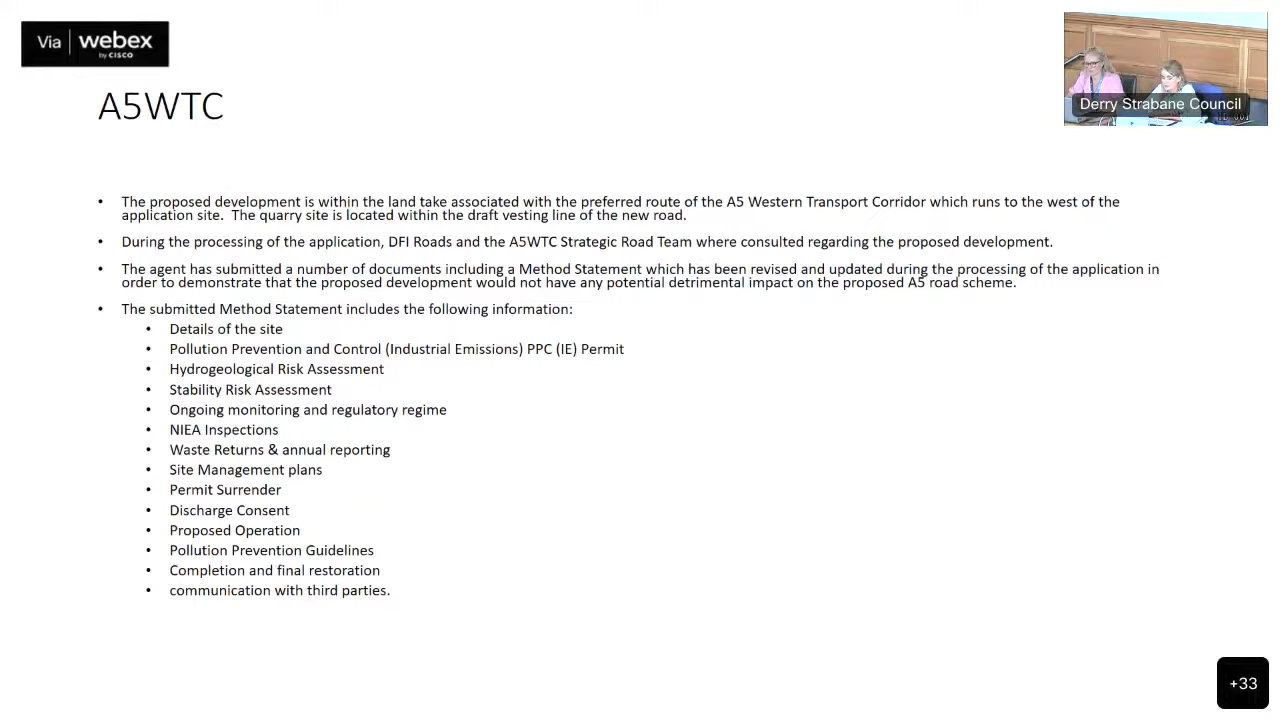 Via webex
by CISCO
Derry Strabane Council
A5WTC
• The proposed development is within the land take associated with the preferred route of the A5 Western Transport Corridor which runs to the west of the
application site.  The quarry site is located within the draft vesting line of the new road.
• During the processing of the application, DFI Roads and the A5WTC Strategic Road Team where consulted regarding the proposed development.
• The agent has submitted a number of documents including a Method Statement which has been revised and updated during the processing of the application in
order to demonstrate that the proposed development would not have any potential detrimental impact on the proposed A5 road scheme.
• The submitted Method Statement includes the following information:
• Details of the site
• Pollution Prevention and Control (Industrial Emissions) PPC (IE) Permit
• Hydrogeological Risk Assessment
• Stability Risk Assessment
• Ongoing monitoring and regulatory regime
• NIEA Inspections
• Waste Returns & annual reporting
• Site Management plans
• Permit Surrender
• Discharge Consent
• Proposed Operation
• Pollution Prevention Guidelines
• Completion and final restoration
• communication with third parties.
+33